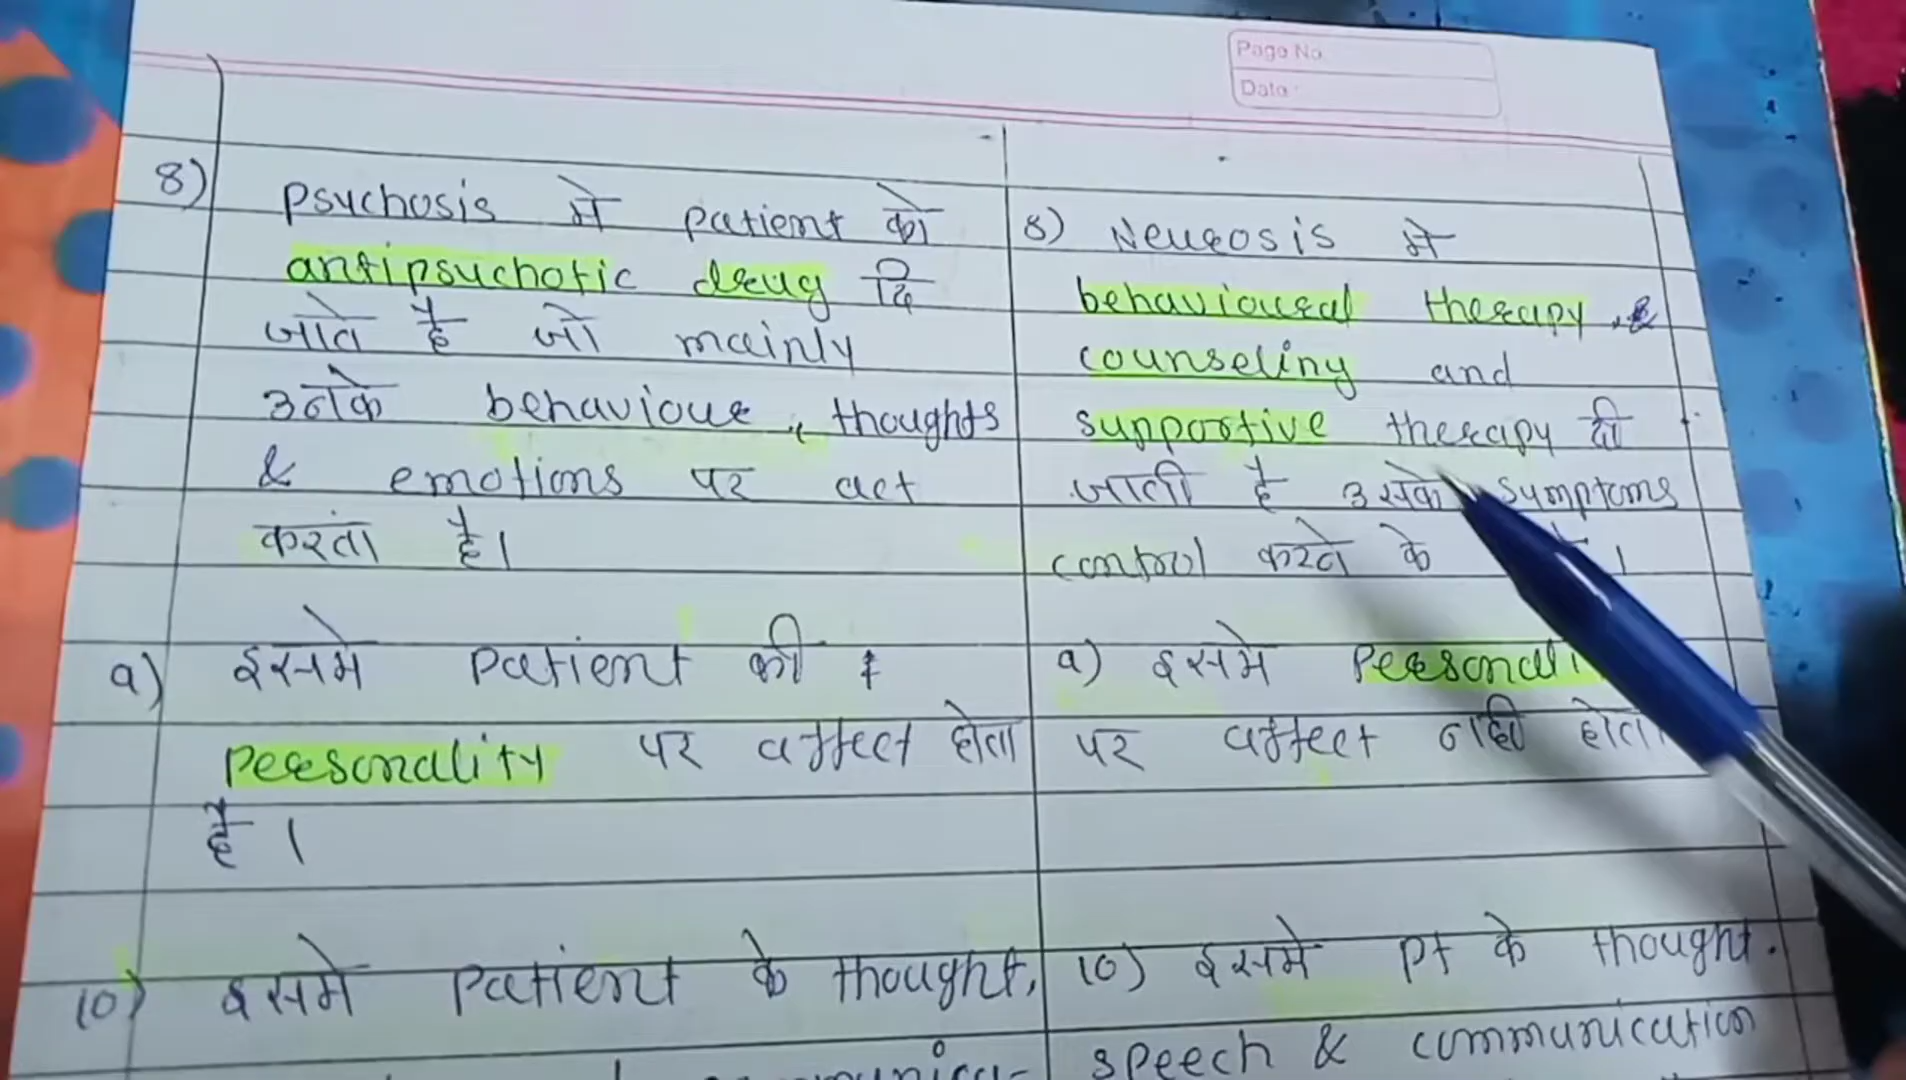 Page No.
Date:
8) Psychosis में patient को
antipsychotic drug दिए
जाते है जो mainly
उनके behaviour, thoughts
& emotions पर act
करता है।
9) इसमे patient की
personality पर affect होता
है।
10) इसमे patient के thought,
8) Neurosis में
behavioural therapy,
counseling and
supportive therapy दी
जाती है उसके symptoms
control करने के
9) इसमे
पर affect नही होता
10) इसमे pt के thought.
speech & communication